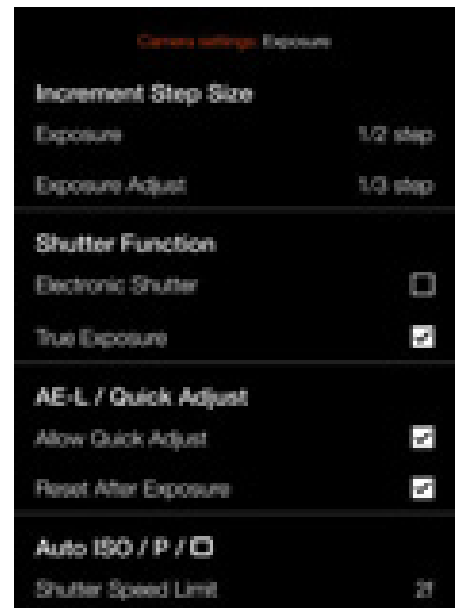 Camera settings: Exposure
Increment Step Size
Exposure 1/2 step
Exposure Adjust 1/3 step
Shutter Function
Electronic Shutter
True Exposure
AE-L / Quick Adjust
Allow Quick Adjust
Reset After Exposure
Auto ISO / P /
Shutter Speed Limit 2f